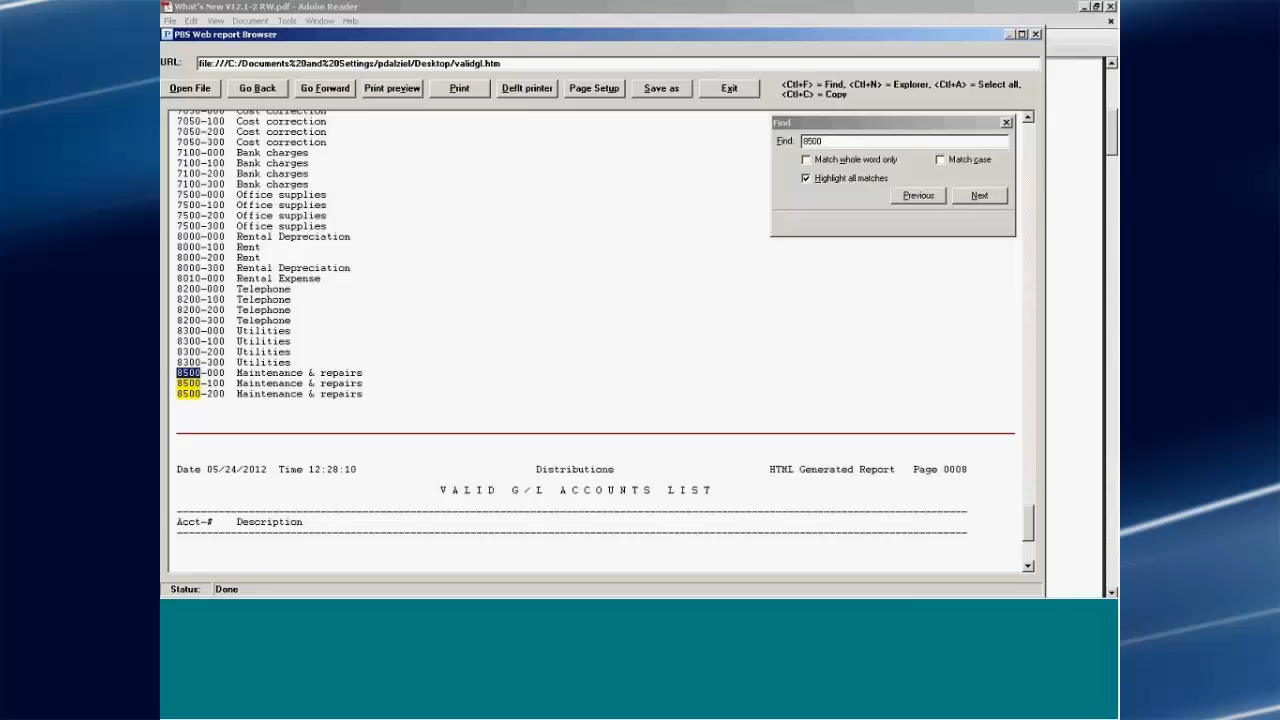 What's New V12.1-2 RW.pdf - Adobe Reader
File Edit View Document Tools Window Help
PBS Web report Browser
URL: file:///C:/Documents%20and%20Settings/pdalziel/Desktop/validgl.htm
Open File Go Back Go Forward Print preview Print Deflt printer Page Setup Save as Exit <Ctl+F> = Find, <Ctl+N> = Explorer, <Ctl+A> = Select all,
<Ctl+C> = Copy
7050-000 Cost correction
7050-100 Cost correction
7050-200 Cost correction
7050-300 Cost correction
7100-000 Bank charges
7100-100 Bank charges
7100-200 Bank charges
7100-300 Bank charges
7500-000 Office supplies
7500-100 Office supplies
7500-200 Office supplies
7500-300 Office supplies
8000-000 Rental Depreciation
8000-100 Rent
8000-200 Rent
8000-300 Rental Depreciation
8010-000 Rental Expense
8200-000 Telephone
8200-100 Telephone
8200-200 Telephone
8200-300 Telephone
8300-000 Utilities
8300-100 Utilities
8300-200 Utilities
8300-300 Utilities
8500-000 Maintenance & repairs
8500-100 Maintenance & repairs
8500-200 Maintenance & repairs
Find
Find: 8500
Match whole word only Match case
Highlight all matches
Previous Next
Date 05/24/2012 Time 12:28:10 Distributions HTML Generated Report Page 0008
VALID G/L ACCOUNTS LIST
Acct-# Description
Status: Done